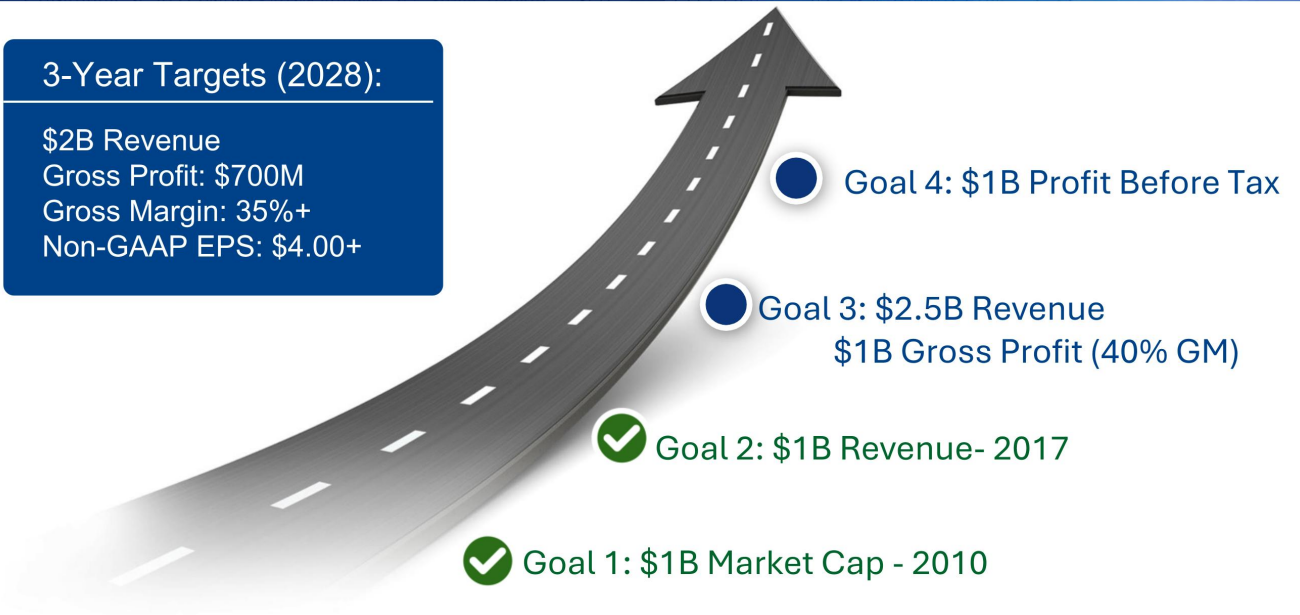 3-Year Targets (2028):
$2B Revenue
Gross Profit: $700M
Gross Margin: 35%+
Non-GAAP EPS: $4.00+
Goal 4: $1B Profit Before Tax
Goal 3: $2.5B Revenue
$1B Gross Profit (40% GM)
Goal 2: $1B Revenue- 2017
Goal 1: $1B Market Cap - 2010